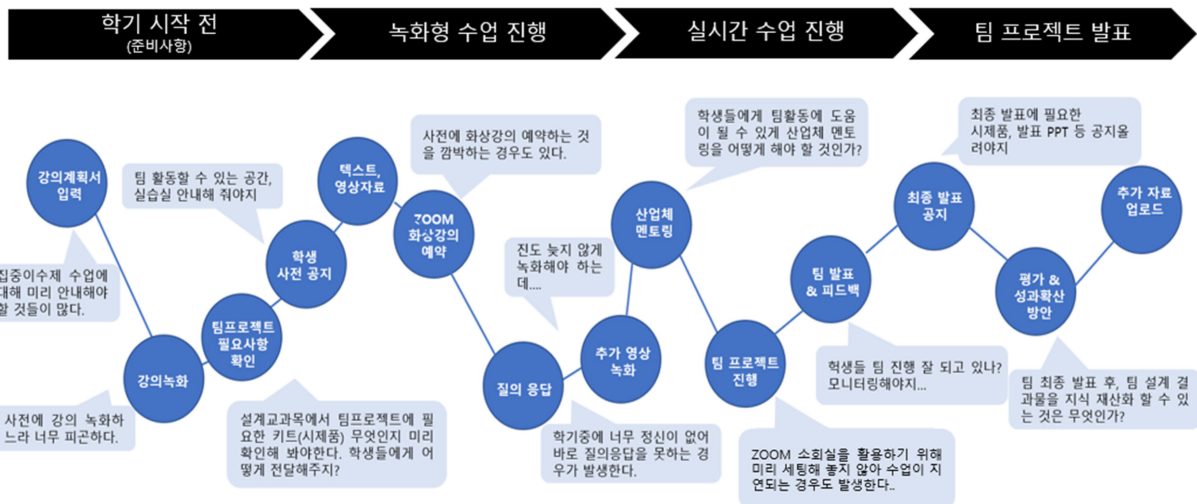 학기 시작 전
(준비사항)
녹화형 수업 진행
실시간 수업 진행
팀 프로젝트 발표
강의계획서
입력
집중이수제 수업에
대해 미리 안내해야
할 것들이 많다.
강의녹화
사전에 강의 녹화하
느라 너무 피곤하다.
팀프로젝트
필요사항
확인
설계교과목에서 팀프로젝트에 필
요한 키트(시제품) 무엇인지 미리
확인해 봐야한다. 학생들에게 어
떻게 전달해주지?
학생
사전 공지
팀 활동할 수 있는 공간,
실습실 안내해 줘야지
텍스트,
영상자료
ZOOM
화상강의
예약
사전에 화상강의 예약하는 것
을 깜박하는 경우도 있다.
질의 응답
학기중에 너무 정신이 없어
바로 질의응답을 못하는 경
우가 발생한다.
추가 영상
녹화
진도 늦지 않게
녹화해야 하는
데....
산업체
멘토링
학생들에게 팀활동에 도움
이 될 수 있게 산업체 멘토
링을 어떻게 해야 할 것인가?
팀 프로젝트
진행
ZOOM 소회실을 활용하기 위해
미리 세팅해 놓지 않아 수업이 지
연되는 경우도 발생한다..
팀 발표
& 피드백
헉생들 팀 진행 잘 되고 있나?
모니터링해야지...
최종 발표
공지
최종 발표에 필요한
시제품, 발표 PPT 등 공지올
려야지
평가 &
성과확산
방안
팀 최종 발표 후, 팀 설계 결
과물을 지식 재산화 할 수 있
는 것은 무엇인가?
추가 자료
업로드